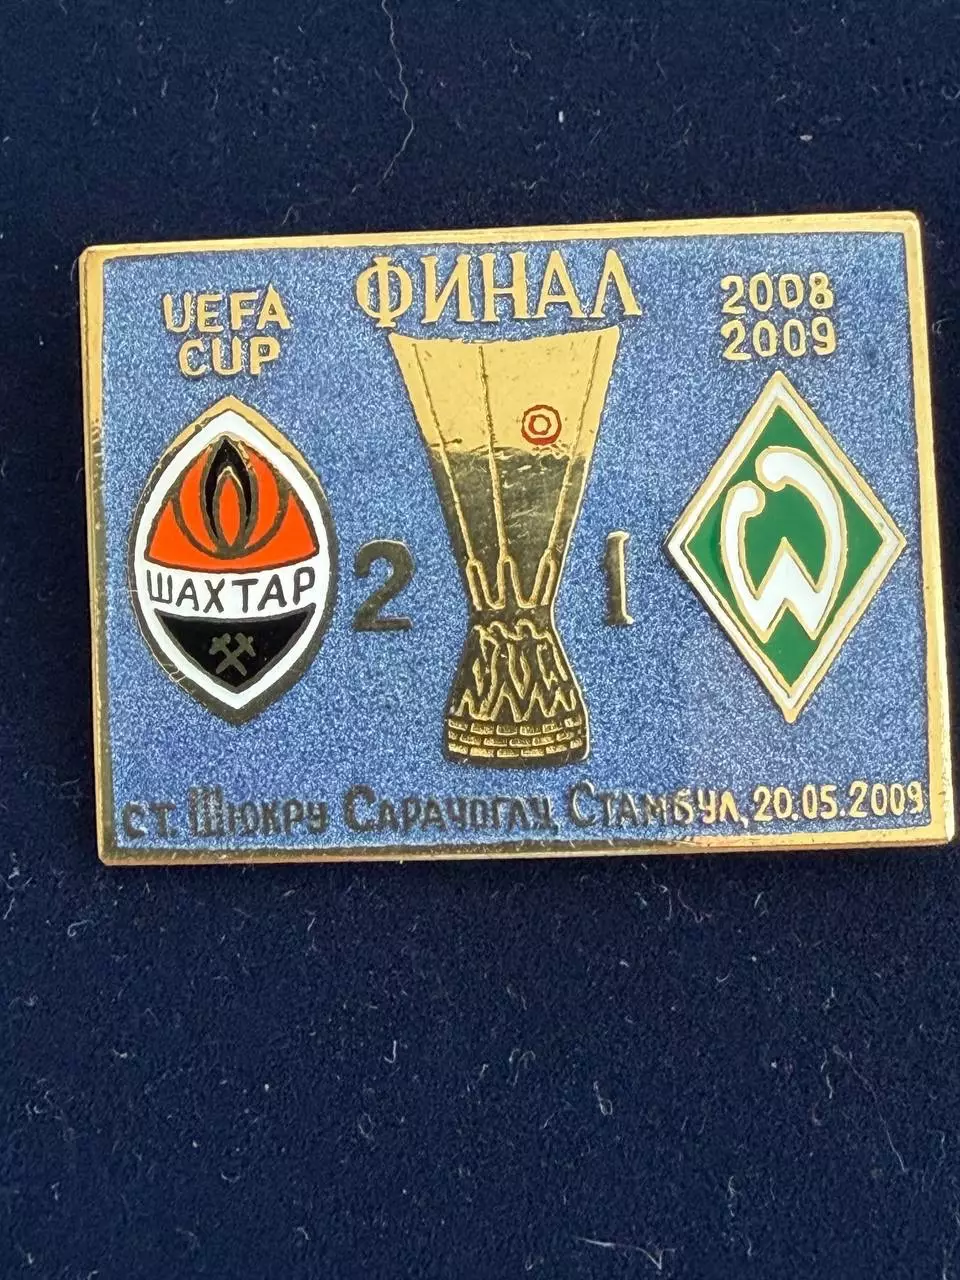 ФИНАЛ
UEFA
CUP
2008
2009
ШАХТАР
2 1
W
ст. Шюкру Сарачоглу, Стамбул, 20.05.2009